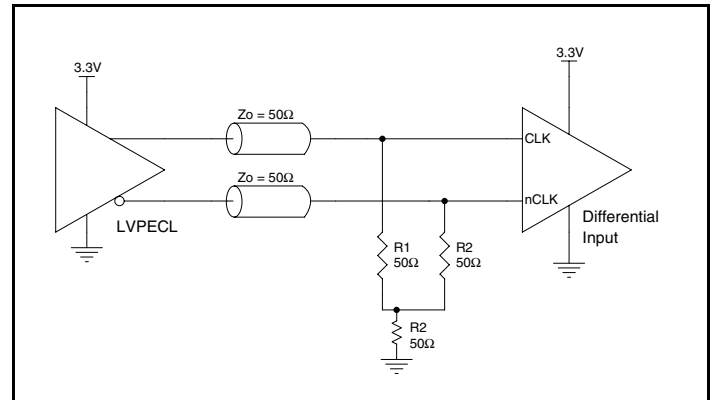 3.3V
3.3V
Zo = 50Ω
CLK
Zo = 50Ω
nCLK
LVPECL
Differential
Input
R1
50Ω
R2
50Ω
R2
50Ω